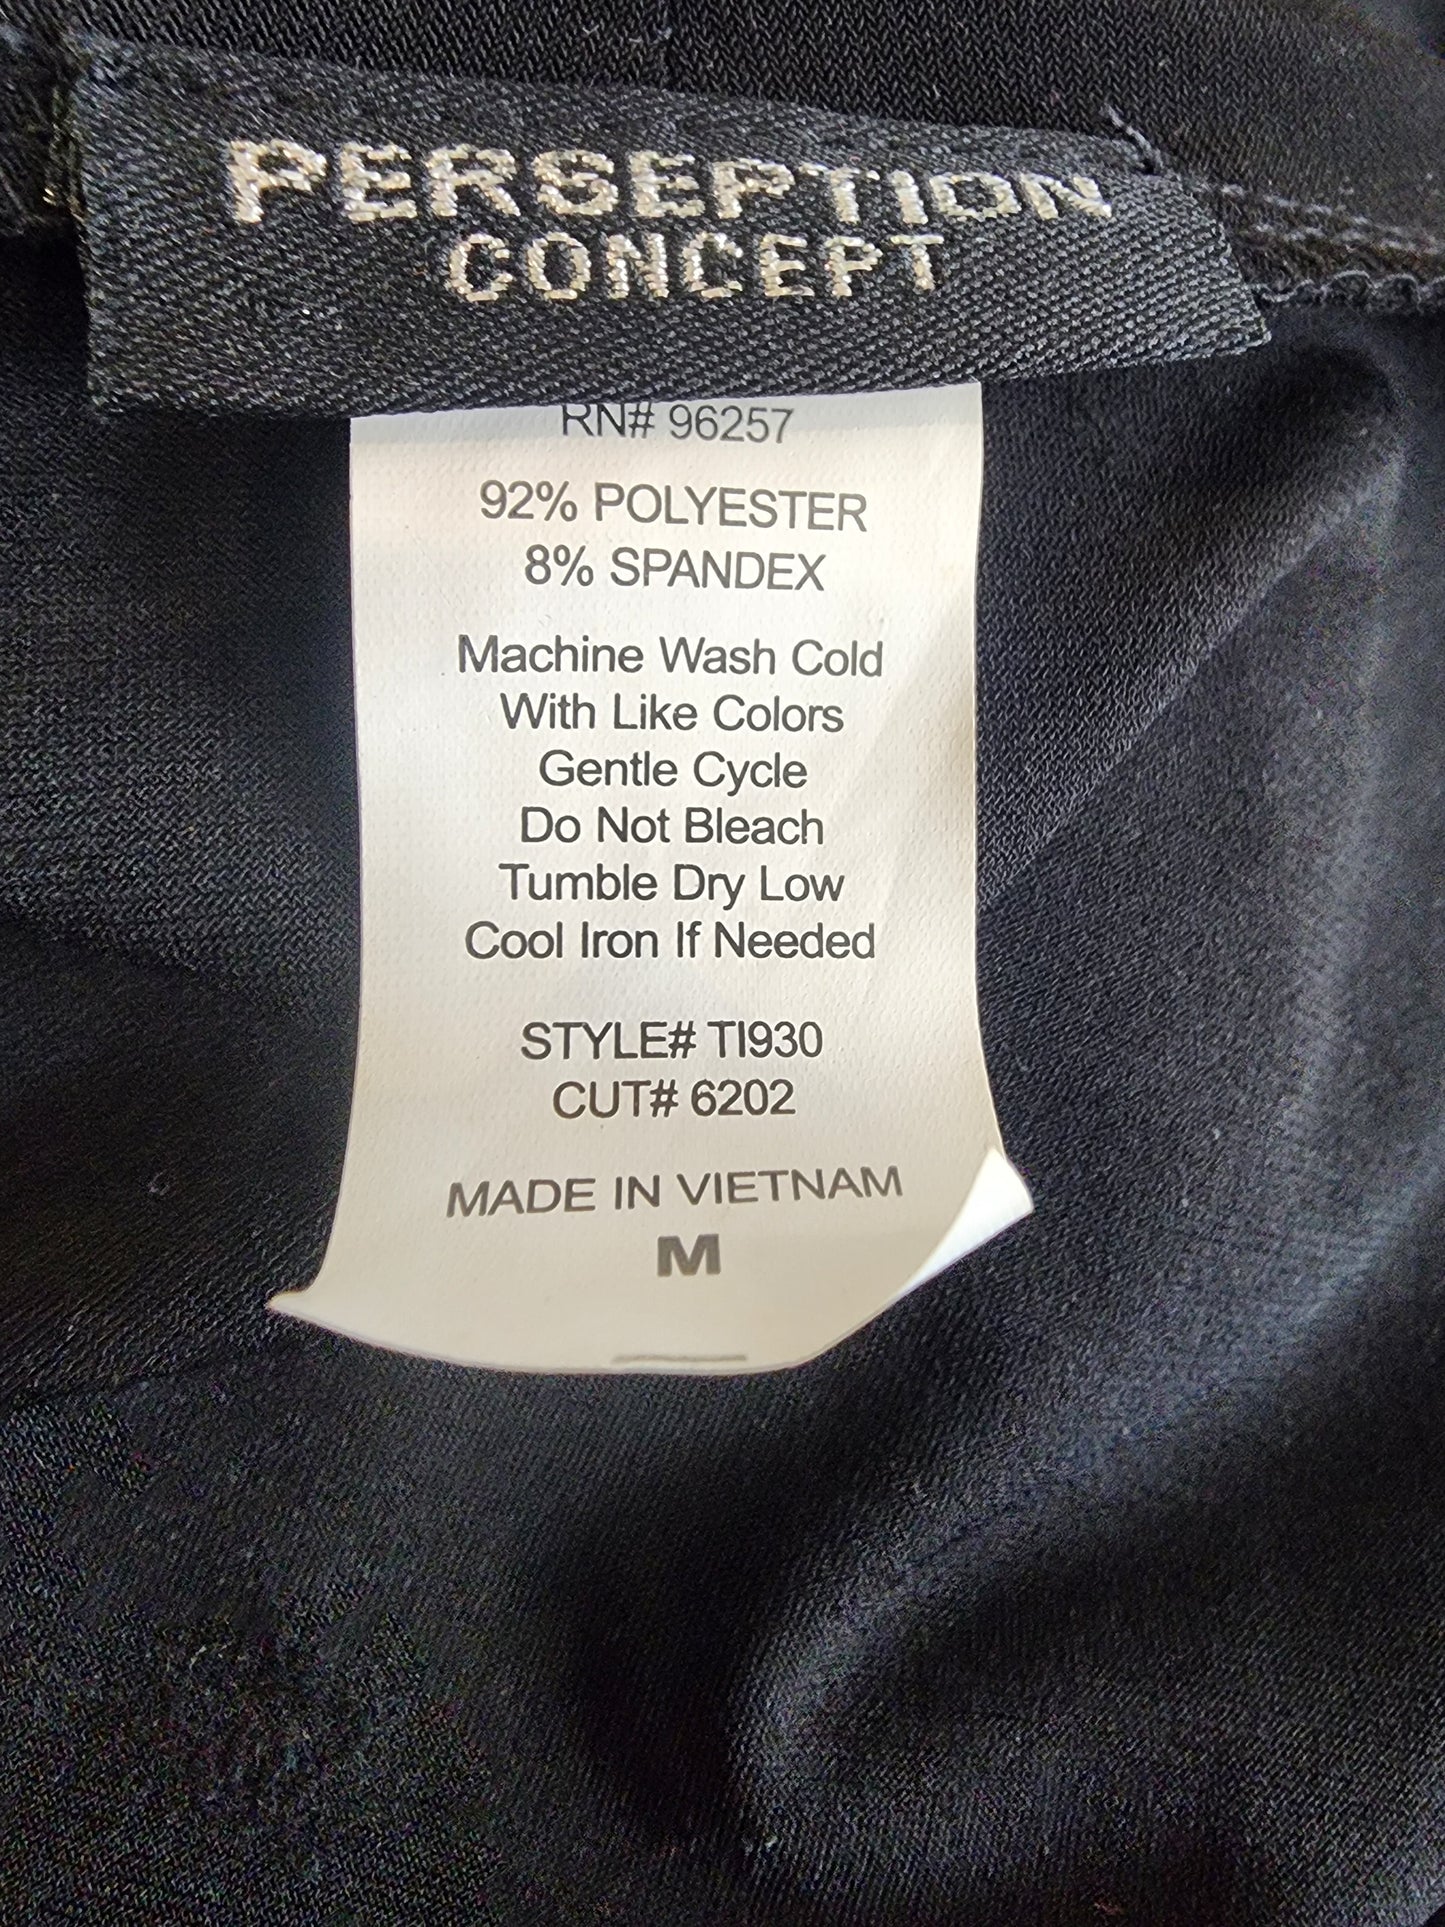 PERSEPTION
CONCEPT
RN# 96257
92% POLYESTER
8% SPANDEX
Machine Wash Cold
With Like Colors
Gentle Cycle
Do Not Bleach
Tumble Dry Low
Cool Iron If Needed
STYLE# TI930
CUT# 6202
MADE IN VIETNAM
M